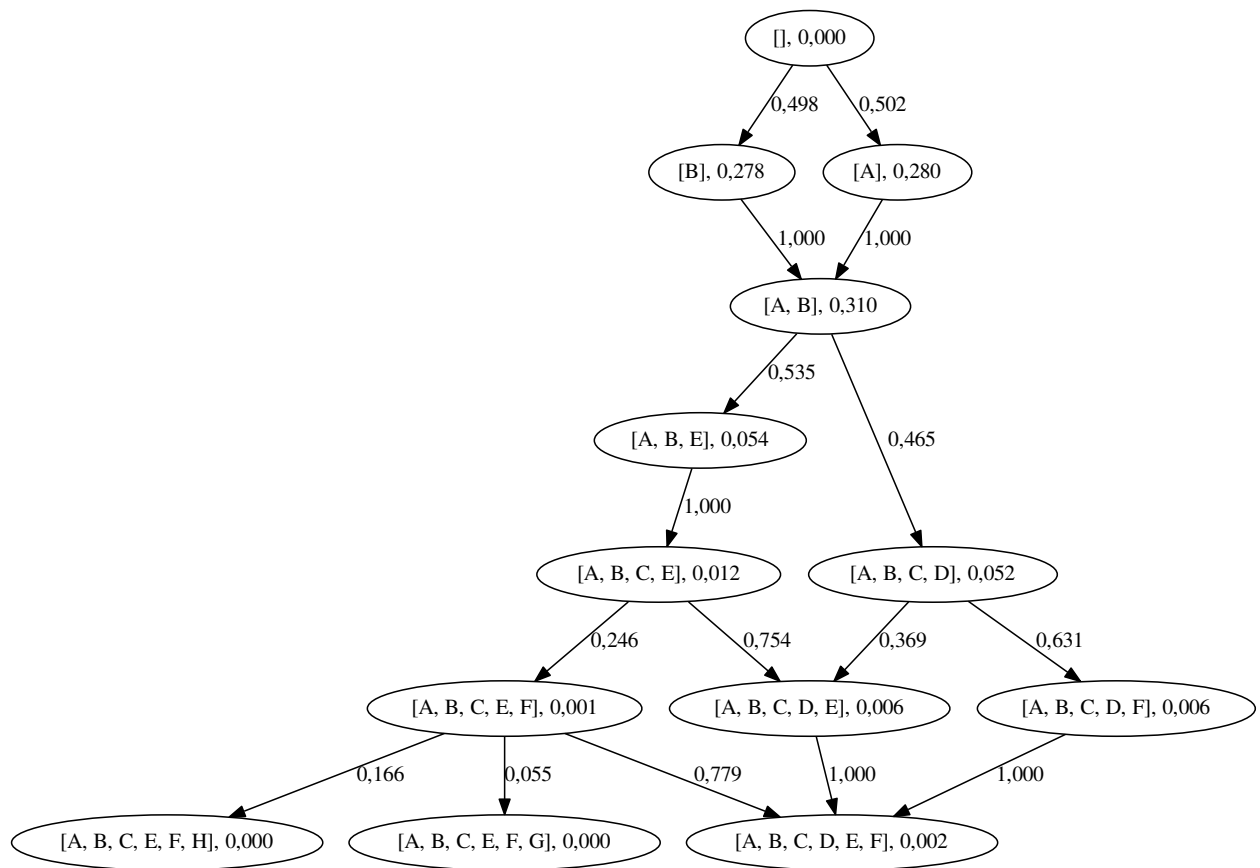 [], 0,000
0,498
0,502
[B], 0,278
[A], 0,280
1,000
1,000
[A, B], 0,310
0,535
0,465
[A, B, E], 0,054
1,000
[A, B, C, E], 0,012
[A, B, C, D], 0,052
0,246
0,754
0,369
0,631
[A, B, C, E, F], 0,001
[A, B, C, D, E], 0,006
[A, B, C, D, F], 0,006
0,166
0,055
0,779
1,000
1,000
[A, B, C, E, F, H], 0,000
[A, B, C, E, F, G], 0,000
[A, B, C, D, E, F], 0,002